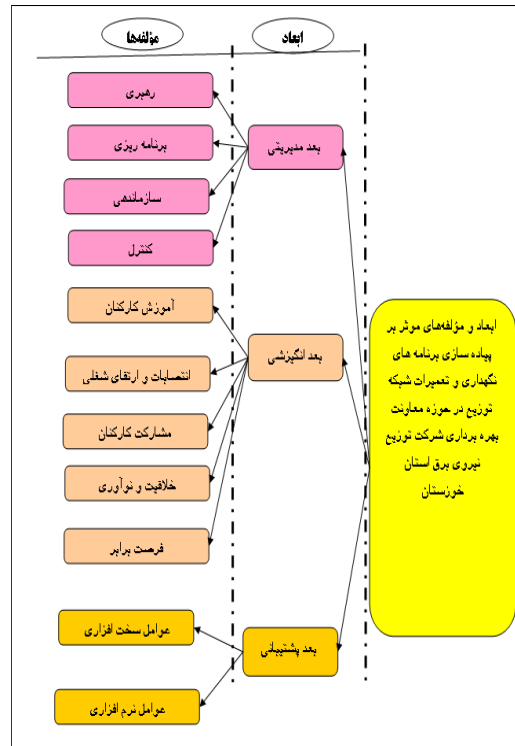 ابعاد
مؤلفه‌ها
ابعاد و مؤلفه‌های موثر بر
پیاده سازی برنامه های
نگهداری و تعمیرات شبکه
توزیع در حوزه معاونت
بهره برداری شرکت توزیع
نیروی برق استان
خوزستان
بعد مدیریتی
رهبری
برنامه ریزی
سازماندهی
کنترل
بعد انگیزشی
آموزش کارکنان
انتصابات و ارتقای شغلی
مشارکت کارکنان
خلاقیت و نوآوری
فرصت برابر
بعد پشتیبانی
عوامل سخت افزاری
عوامل نرم افزاری